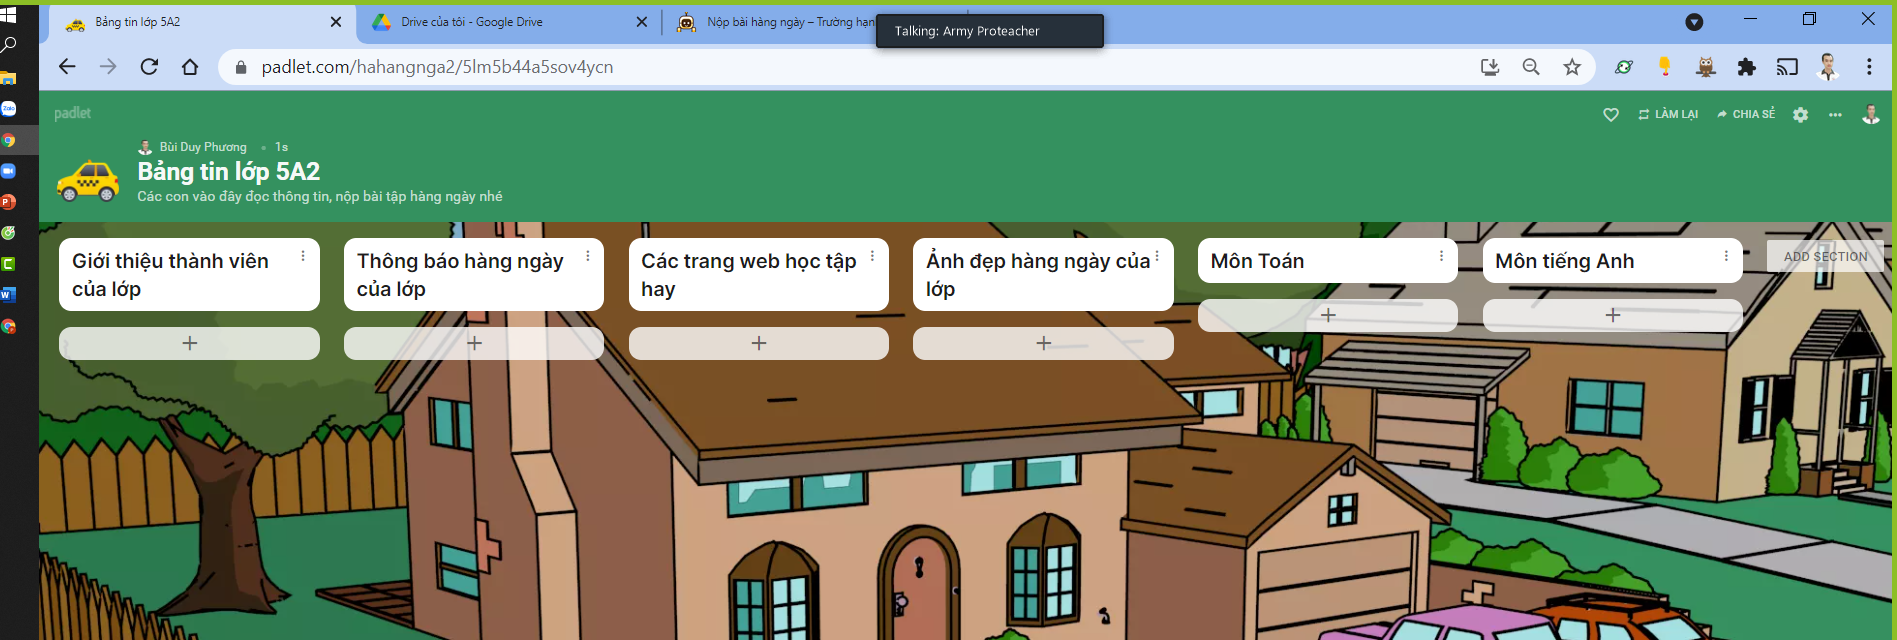 Bảng tin lớp 5A2
Drive của tôi - Google Drive
Nộp bài hàng ngày – Trường hạn
Talking: Army Proteacher
padlet.com/hahangnga2/5lm5b44a5sov4ycn
padlet
LÀM LẠI
CHIA SẺ
Bùi Duy Phương • 1s
Bảng tin lớp 5A2
Các con vào đây đọc thông tin, nộp bài tập hàng ngày nhé
Giới thiệu thành viên
của lớp
Thông báo hàng ngày
của lớp
Các trang web học tập
hay
Ảnh đẹp hàng ngày của
lớp
Môn Toán
Môn tiếng Anh
ADD SECTION
Zalo